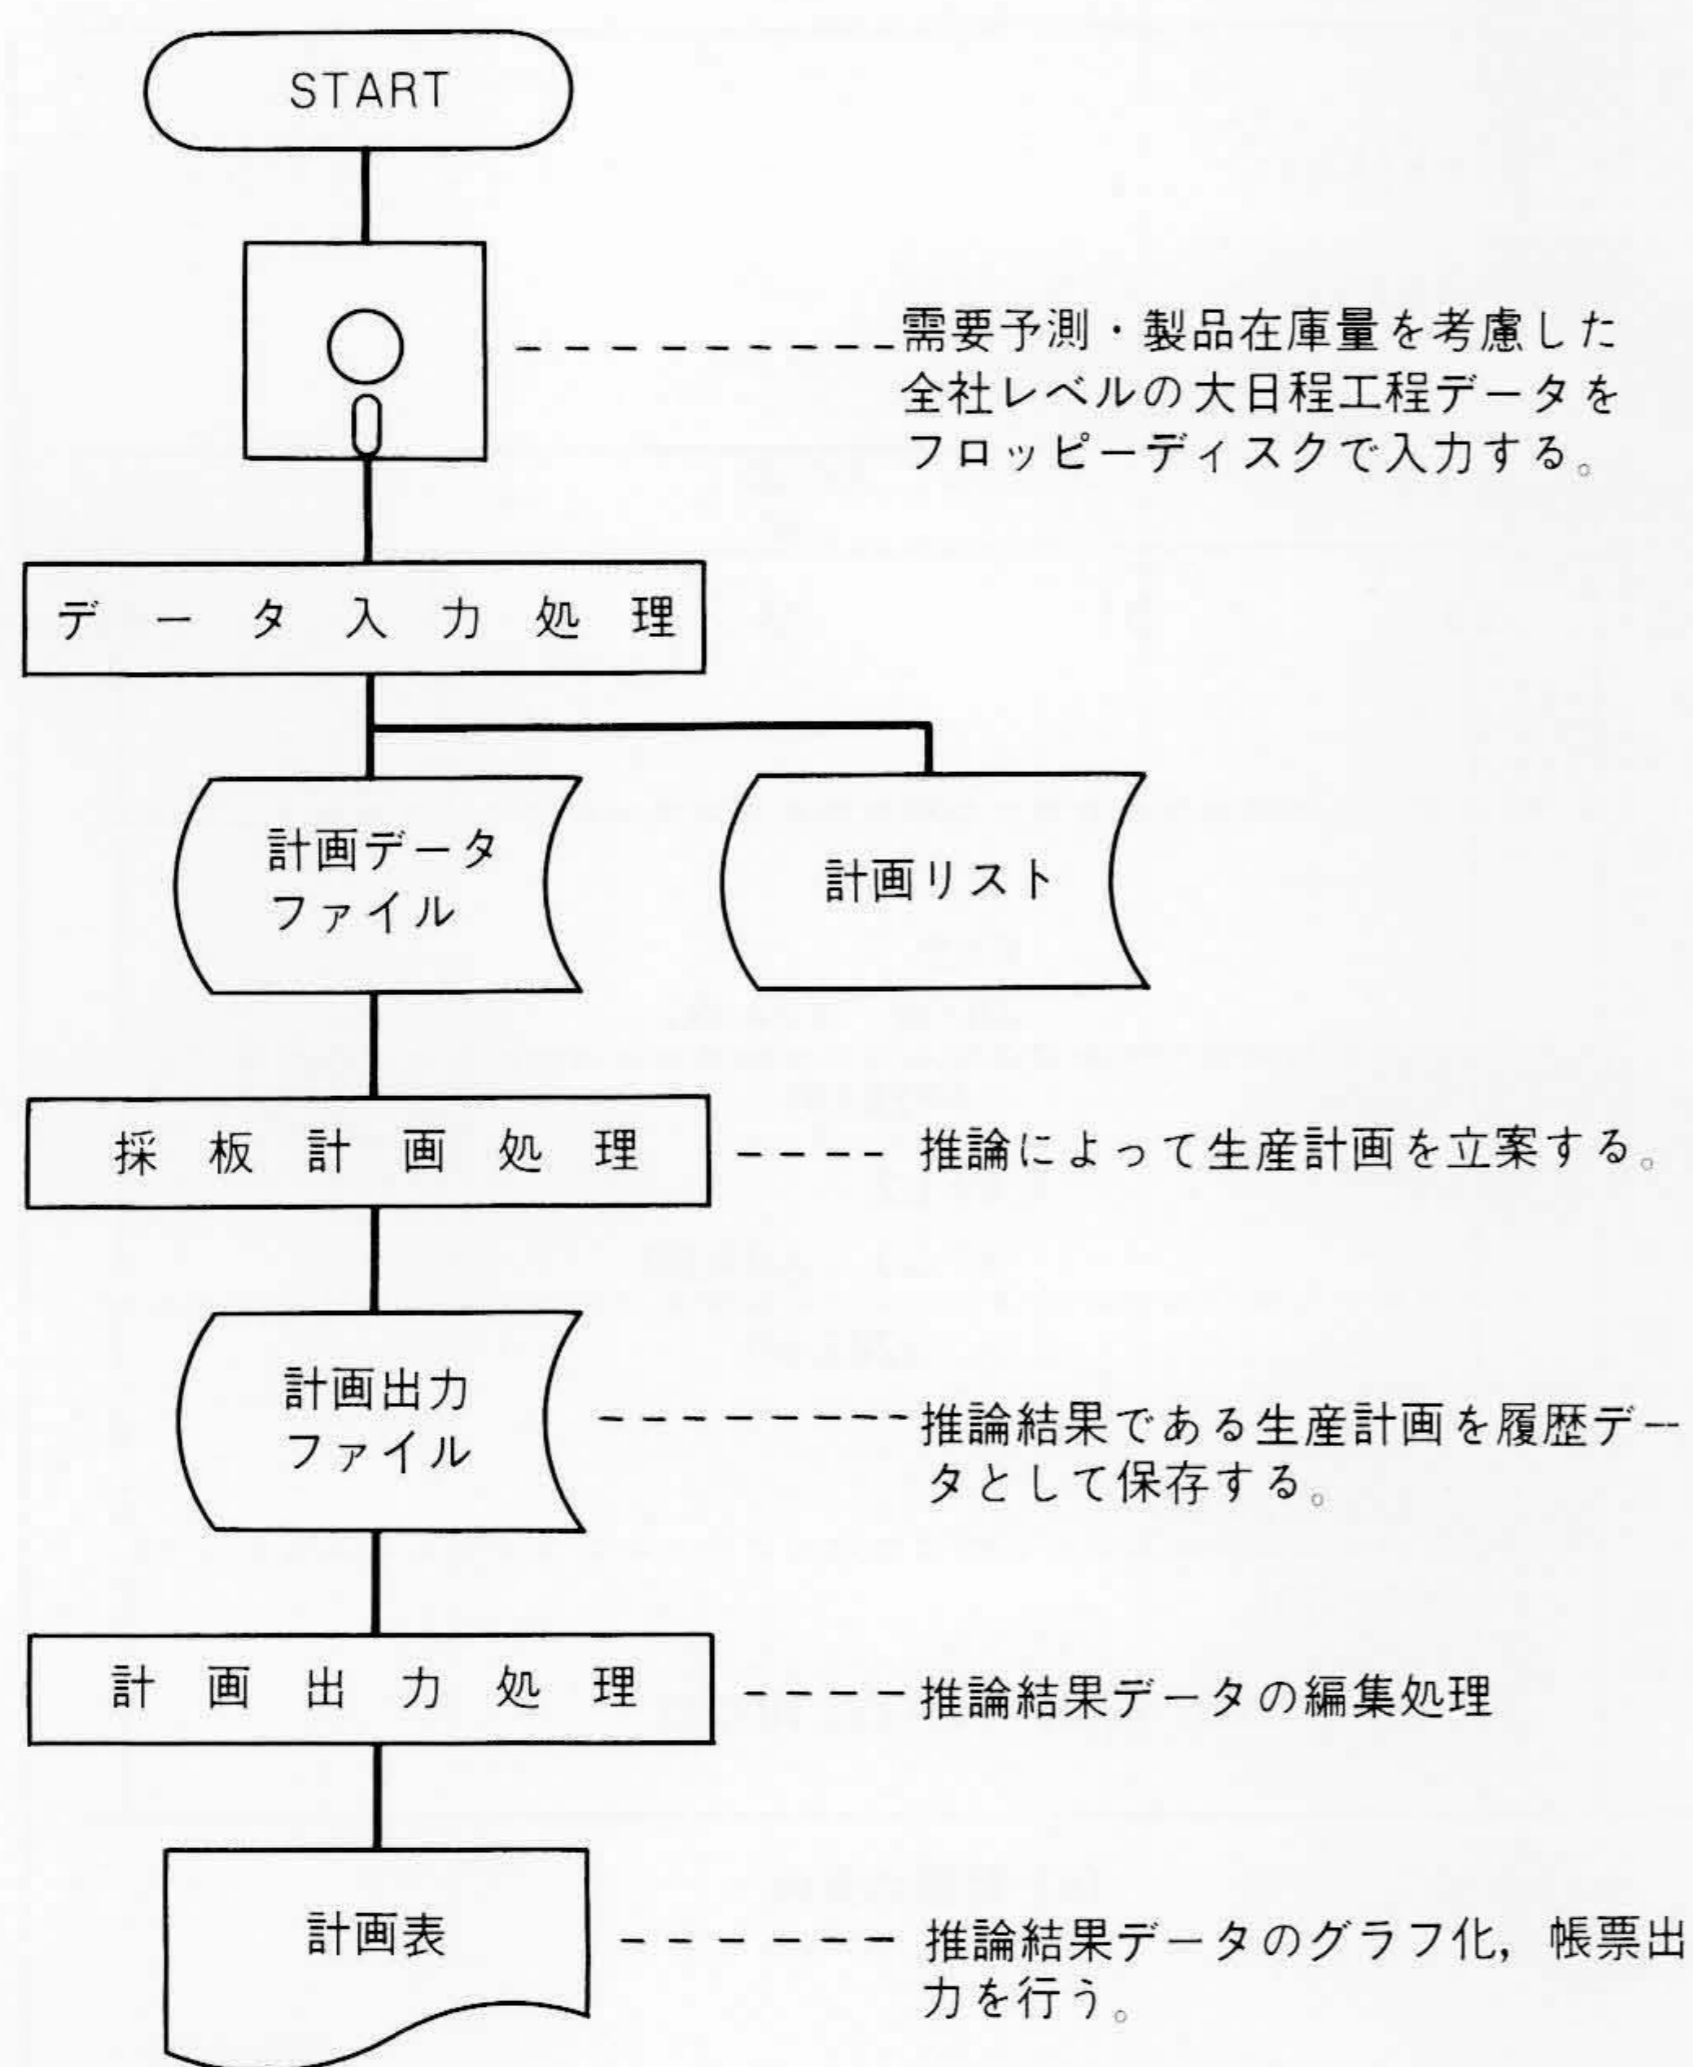 START
需要予測・製品在庫量を考慮した
全社レベルの大日程工程データを
フロッピーディスクで入力する。
データ入力処理
計画データ
ファイル
計画リスト
採板計画処理
推論によって生産計画を立案する。
計画出力
ファイル
推論結果である生産計画を履歴デー
タとして保存する。
計画出力処理
推論結果データの編集処理
計画表
推論結果データのグラフ化，帳票出
力を行う。